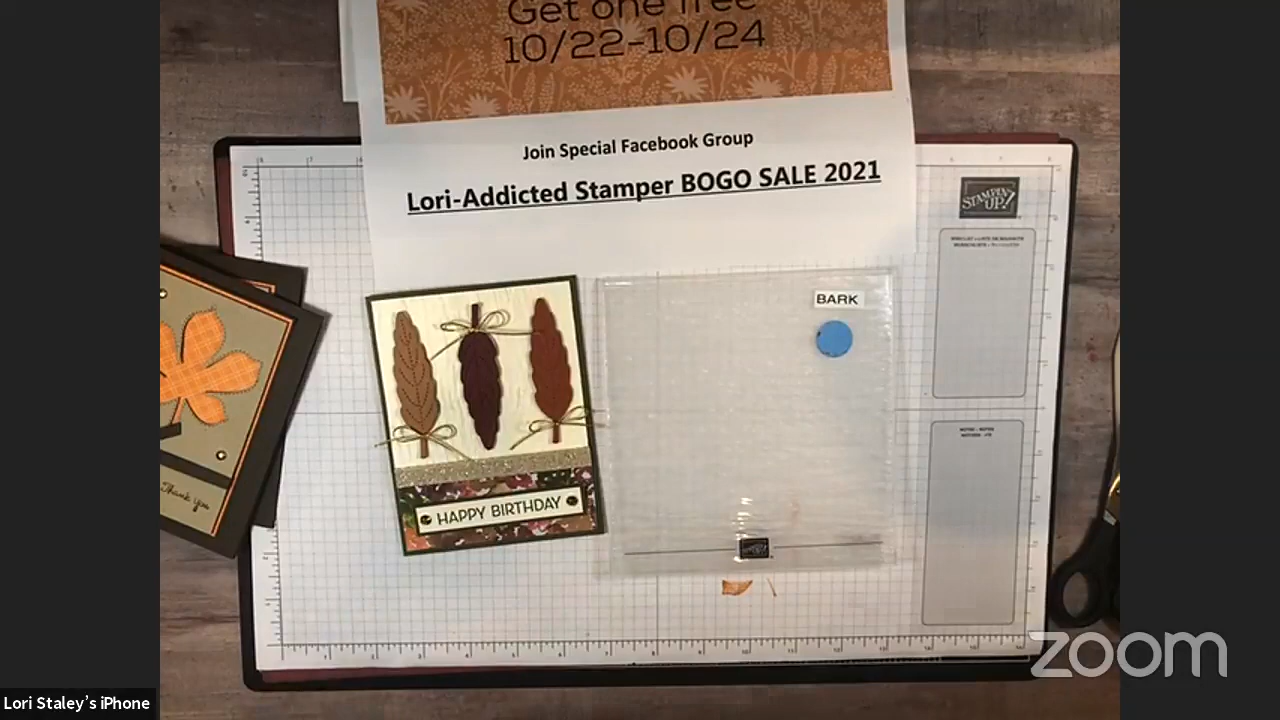 Get one free
10/22-10/24
Join Special Facebook Group
Lori-Addicted Stamper BOGO SALE 2021
STAMPIN' UP!
BARK
HAPPY BIRTHDAY
Thank you
zoom
Lori Staley's iPhone